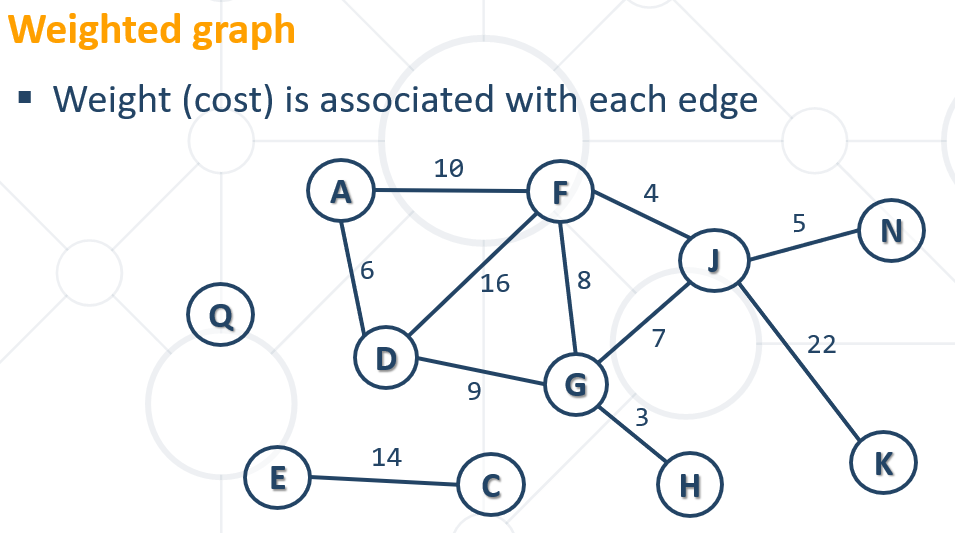 Weighted graph
▪ Weight (cost) is associated with each edge
10
A
F
4
5
N
J
6
16
8
Q
D
7
22
9
G
3
14
E
C
H
K